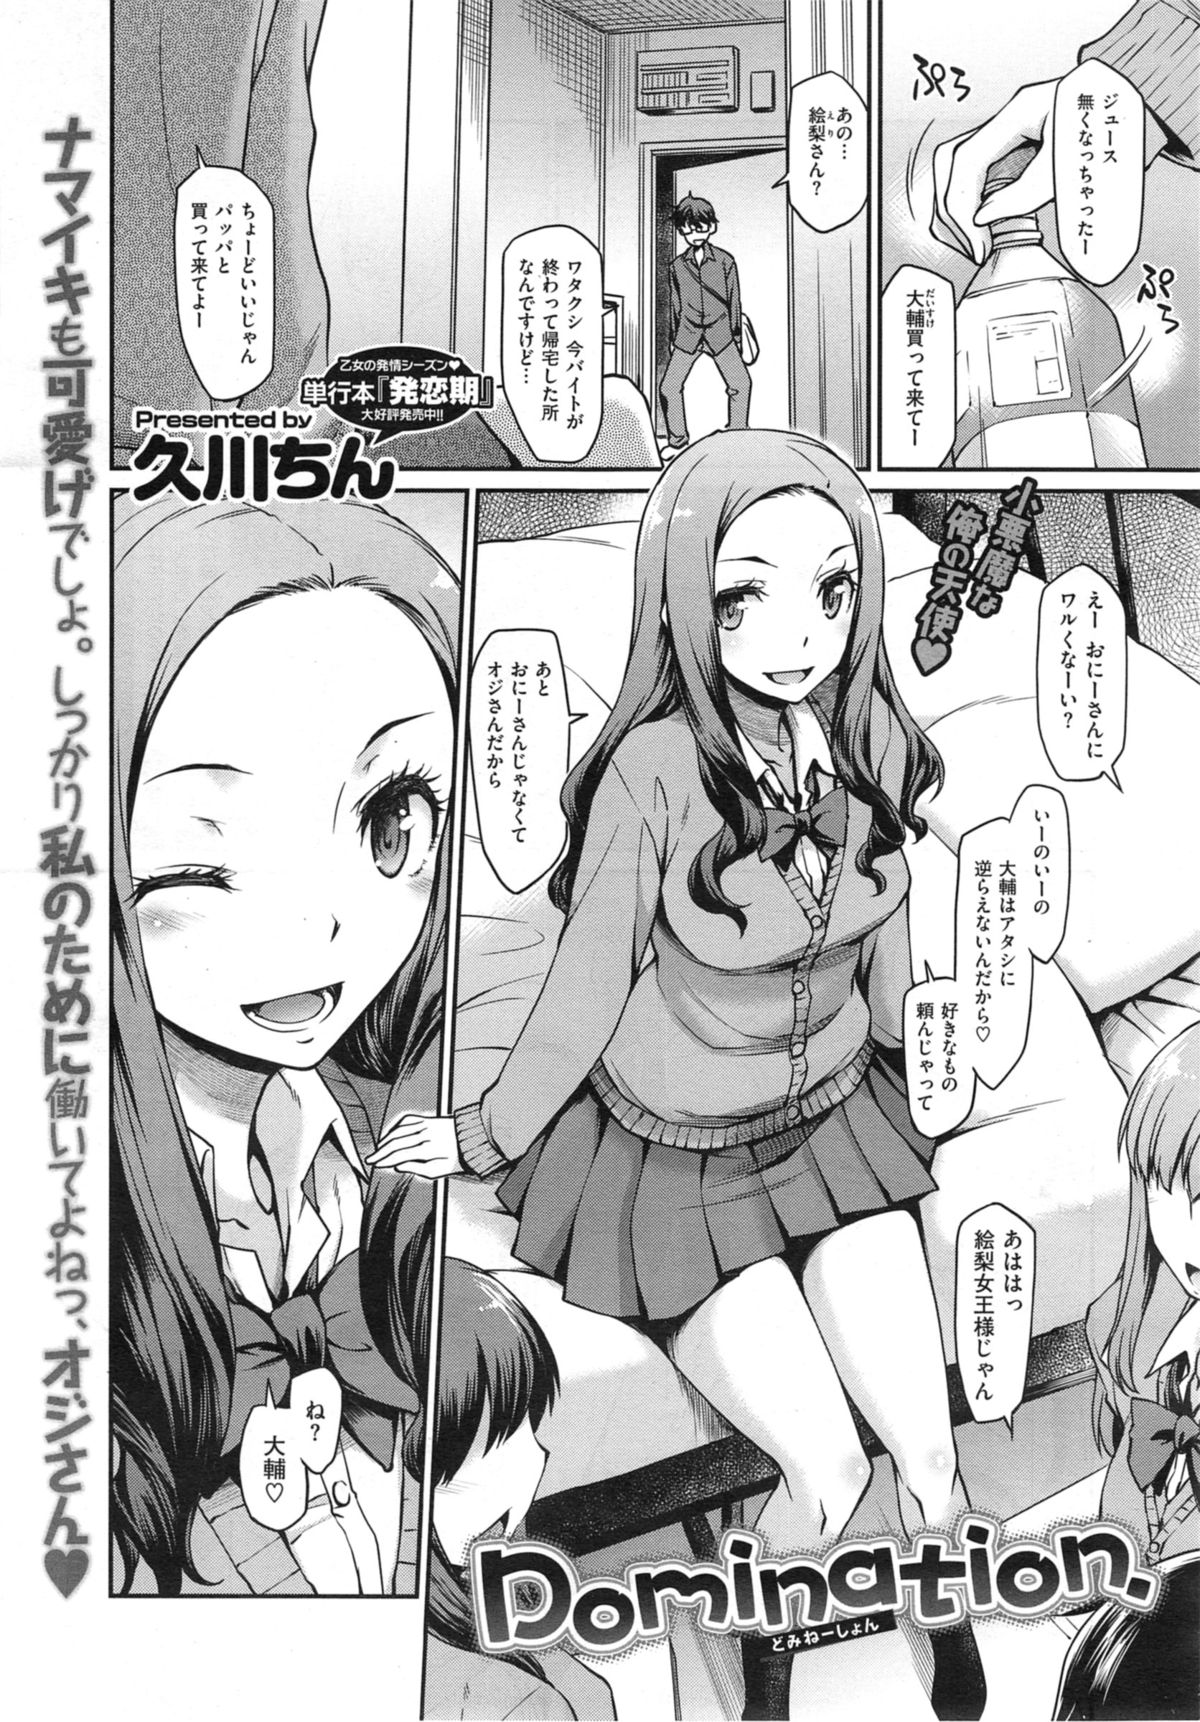 ジュース
無くなっちゃったー
ぷろ
ぷろ
大輔買って来てー
だいすけ
あの…
絵梨さん?
えり
ワタクシ 今バイトが
終わって帰宅した所
なんですけど…
ちょーどいいじゃん
パッパと
買って来てよー
乙女の発情シーズン♥
単行本『発恋期』
大好評発売中!!
Presented by
久川ちん
ナマイキも可愛げでしょ。しっかり私のために働いてよねっ、オジさん♥
小悪魔な
俺の天使♥
えー おにーさんに
ワルくなーい?
いーのいーの
大輔はアタシに
逆らえないんだから♡
好きなもの
頼んじゃって
あと
おにーさんじゃなくて
オジさんだから
あははっ
絵梨女王様じゃん
ね?
大輔♡
Domination.
どみねーしょん